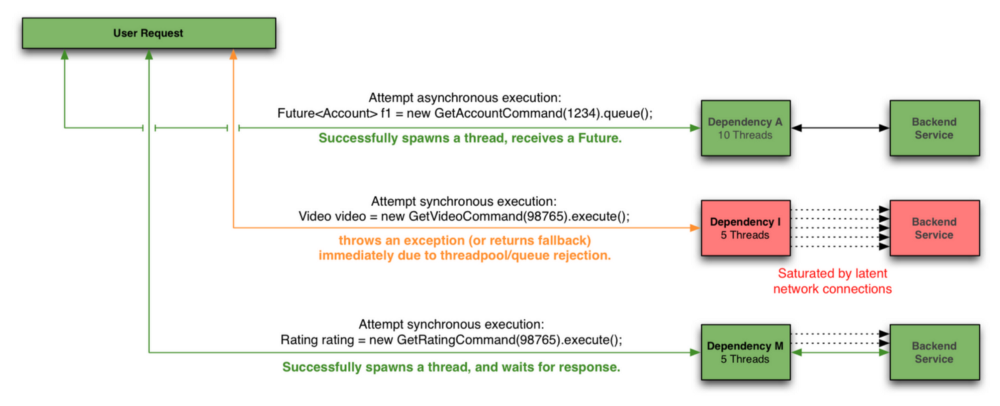 User Request
Attempt asynchronous execution:
Future<Account> f1 = new GetAccountCommand(1234).queue();
Successfully spawns a thread, receives a Future.
Dependency A
10 Threads
Backend
Service
Attempt synchronous execution:
Video video = new GetVideoCommand(98765).execute();
throws an exception (or returns fallback)
immediately due to threadpool/queue rejection.
Dependency I
5 Threads
Backend
Service
Saturated by latent
network connections
Attempt synchronous execution:
Rating rating = new GetRatingCommand(98765).execute();
Successfully spawns a thread, and waits for response.
Dependency M
5 Threads
Backend
Service